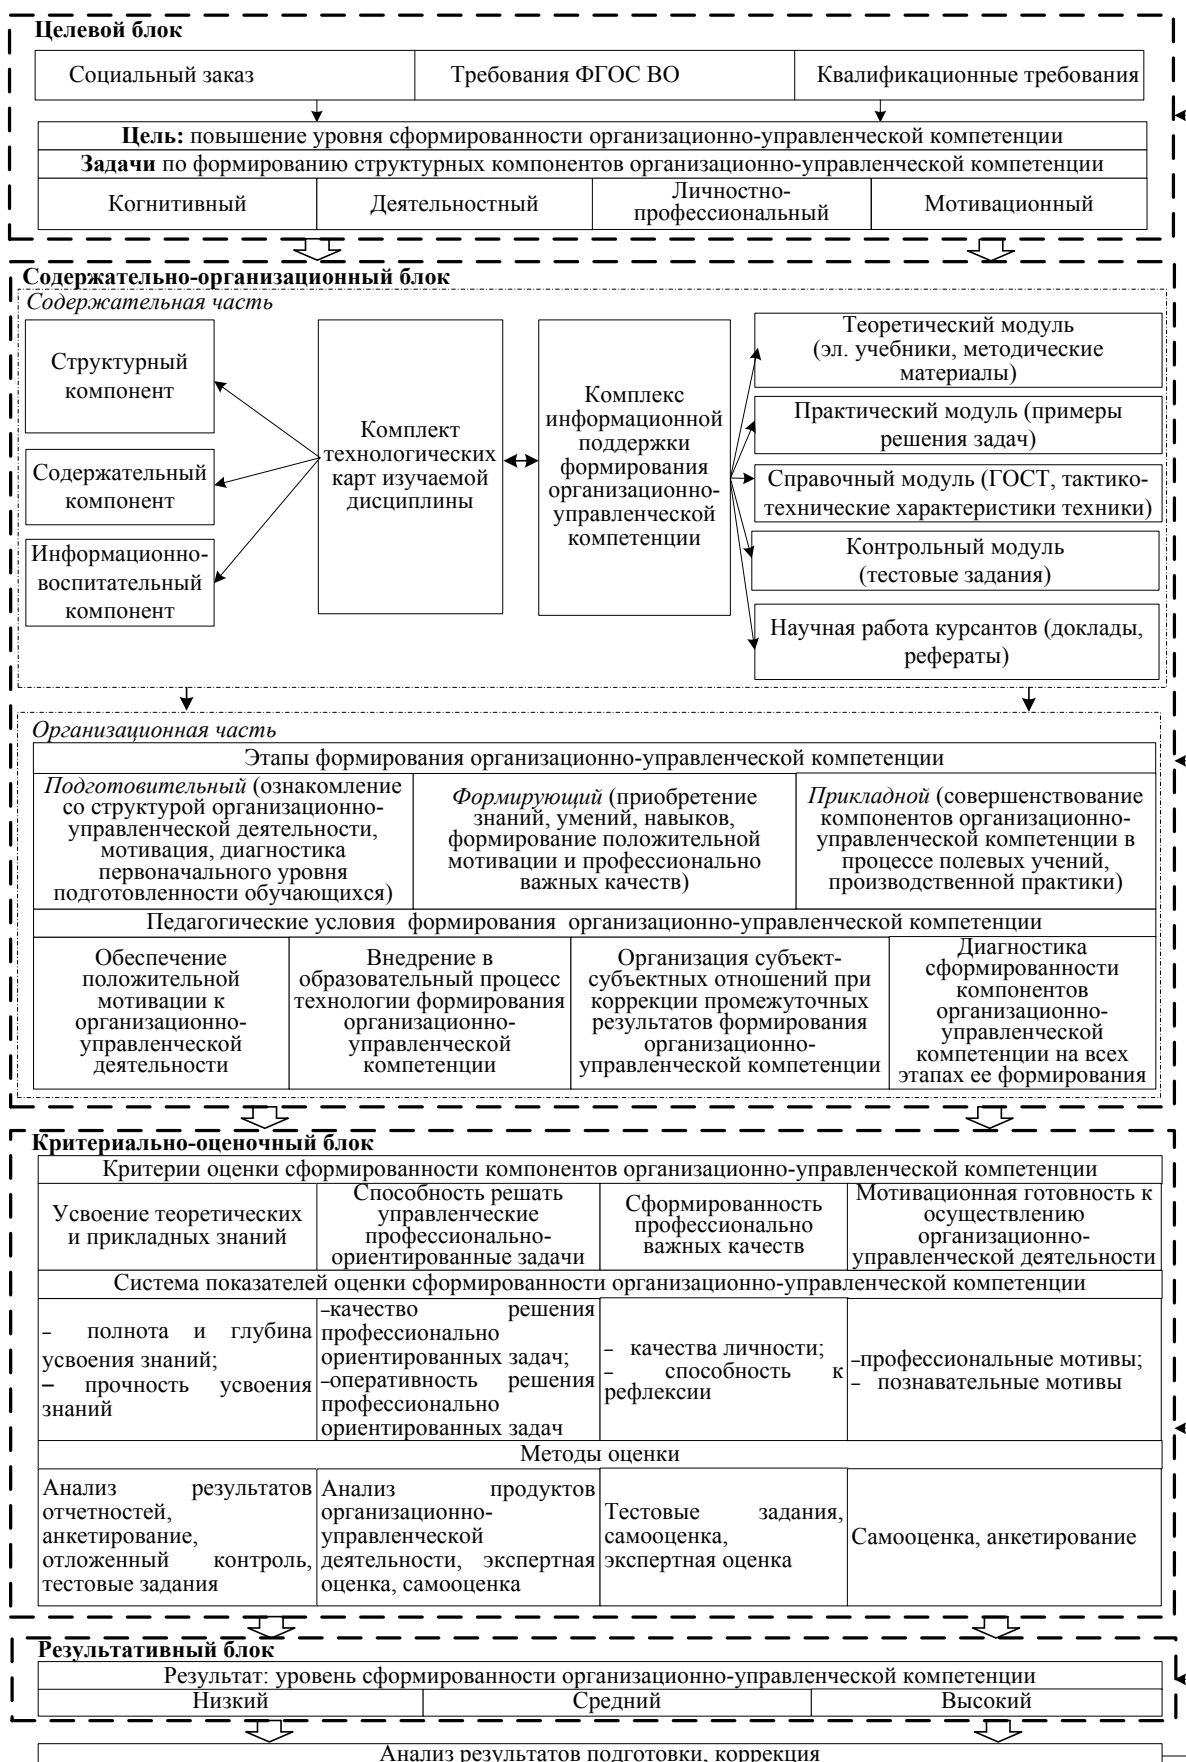 Целевой блок
Социальный заказ
Требования ФГОС ВО
Квалификационные требования
Цель: повышение уровня сформированности организационно-управленческой компетенции
Задачи по формированию структурных компонентов организационно-управленческой компетенции
Когнитивный
Деятельностный
Личностно-
профессиональный
Мотивационный
Содержательно-организационный блок
Содержательная часть
Структурный
компонент
Содержательный
компонент
Информационно-
воспитательный
компонент
Комплект
технологических
карт изучаемой
дисциплины
Комплекс
информационной
поддержки
формирования
организационно-
управленческой
компетенции
Теоретический модуль
(эл. учебники, методические
материалы)
Практический модуль (примеры
решения задач)
Справочный модуль (ГОСТ, тактико-
технические характеристики техники)
Контрольный модуль
(тестовые задания)
Научная работа курсантов (доклады,
рефераты)
Организационная часть
Этапы формирования организационно-управленческой компетенции
Подготовительный (ознакомление
со структурой организационно-
управленческой деятельности,
мотивация, диагностика
первоначального уровня
подготовленности обучающихся)
Формирующий (приобретение
знаний, умений, навыков,
формирование положительной
мотивации и профессионально
важных качеств)
Прикладной (совершенствование
компонентов организационно-
управленческой компетенции в
процессе полевых учений,
производственной практики)
Педагогические условия формирования организационно-управленческой компетенции
Обеспечение
положительной
мотивации к
организационно-
управленческой
деятельности
Внедрение в
образовательный процесс
технологии формирования
организационно-
управленческой
компетенции
Организация субъект-
субъектных отношений при
коррекции промежуточных
результатов формирования
организационно-
управленческой компетенции
Диагностика
сформированности
компонентов
организационно-
управленческой
компетенции на всех
этапах ее формирования
Критериально-оценочный блок
Критерии оценки сформированности компонентов организационно-управленческой компетенции
Усвоение теоретических
и прикладных знаний
Способность решать
управленческие
профессионально-
ориентированные задачи
Сформированность
профессионально
важных качеств
Мотивационная готовность к
осуществлению
организационно-
управленческой деятельности
Система показателей оценки сформированности организационно-управленческой компетенции
– полнота и глубина
усвоения знаний;
– прочность усвоения
знаний
–качество решения
профессионально
ориентированных задач;
–оперативность решения
профессионально
ориентированных задач
– качества личности;
– способность к
рефлексии
–профессиональные мотивы;
– познавательные мотивы
Методы оценки
Анализ результатов
отчетностей,
анкетирование,
отложенный контроль,
тестовые задания
Анализ продуктов
организационно-
управленческой
деятельности, экспертная
оценка, самооценка
Тестовые задания,
самооценка,
экспертная оценка
Самооценка, анкетирование
Результативный блок
Результат: уровень сформированности организационно-управленческой компетенции
Низкий
Средний
Высокий
Анализ результатов подготовки, коррекция